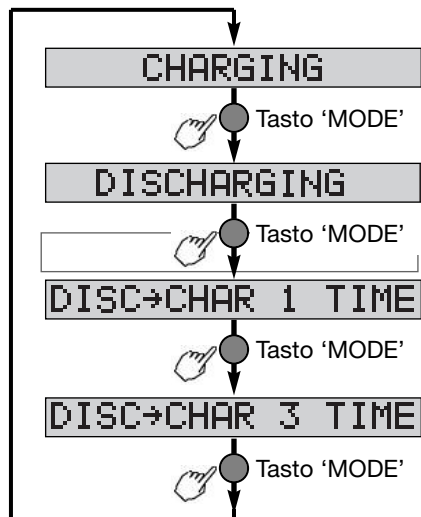 CHARGING
Tasto ‘MODE’
DISCHARGING
Tasto ‘MODE’
DISC→CHAR 1 TIME
Tasto ‘MODE’
DISC→CHAR 3 TIME
Tasto ‘MODE’